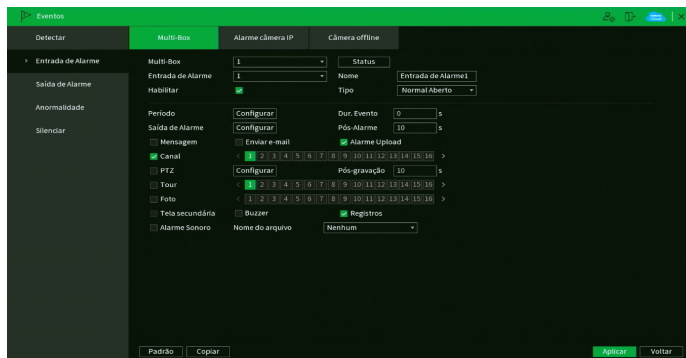 Eventos
Detectar
Entrada de Alarme
Saída de Alarme
Anormalidade
Silenciar
Multi-Box Alarme câmera IP Câmera offline
Multi-Box 1 Status
Entrada de Alarme 1 Nome Entrada de Alarme1
Habilitar Tipo Normal Aberto
Período Configurar Dur. Evento 0 s
Saída de Alarme Configurar Pós-Alarme 10 s
Mensagem Enviar e-mail Alarme Upload
Canal < 1 2 3 4 5 6 7 8 9 10 11 12 13 14 15 16 >
PTZ Configurar Pós-gravação 10 s
Tour < 1 2 3 4 5 6 7 8 9 10 11 12 13 14 15 16 >
Foto < 1 2 3 4 5 6 7 8 9 10 11 12 13 14 15 16 >
Tela secundária Buzzer Registros
Alarme Sonoro Nome do arquivo Nenhum
Padrão Copiar Aplicar Voltar